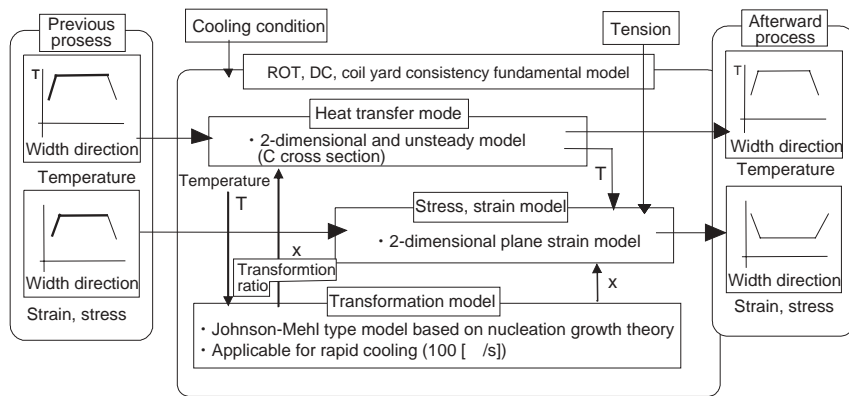 Previous
prosess
T
Width direction
Temperature
Width direction
Strain, stress
Cooling condition
Tension
ROT, DC, coil yard consistency fundamental model
Heat transfer mode
・2-dimensional and unsteady model
(C cross section)
Temperature
T
T
Stress, strain model
・2-dimensional plane strain model
x
Transformtion
ratio
x
Transformation model
・Johnson-Mehl type model based on nucleation growth theory
・Applicable for rapid cooling (100 [ /s])
Afterward
process
T
Width direction
Temperature
Width direction
Strain, stress